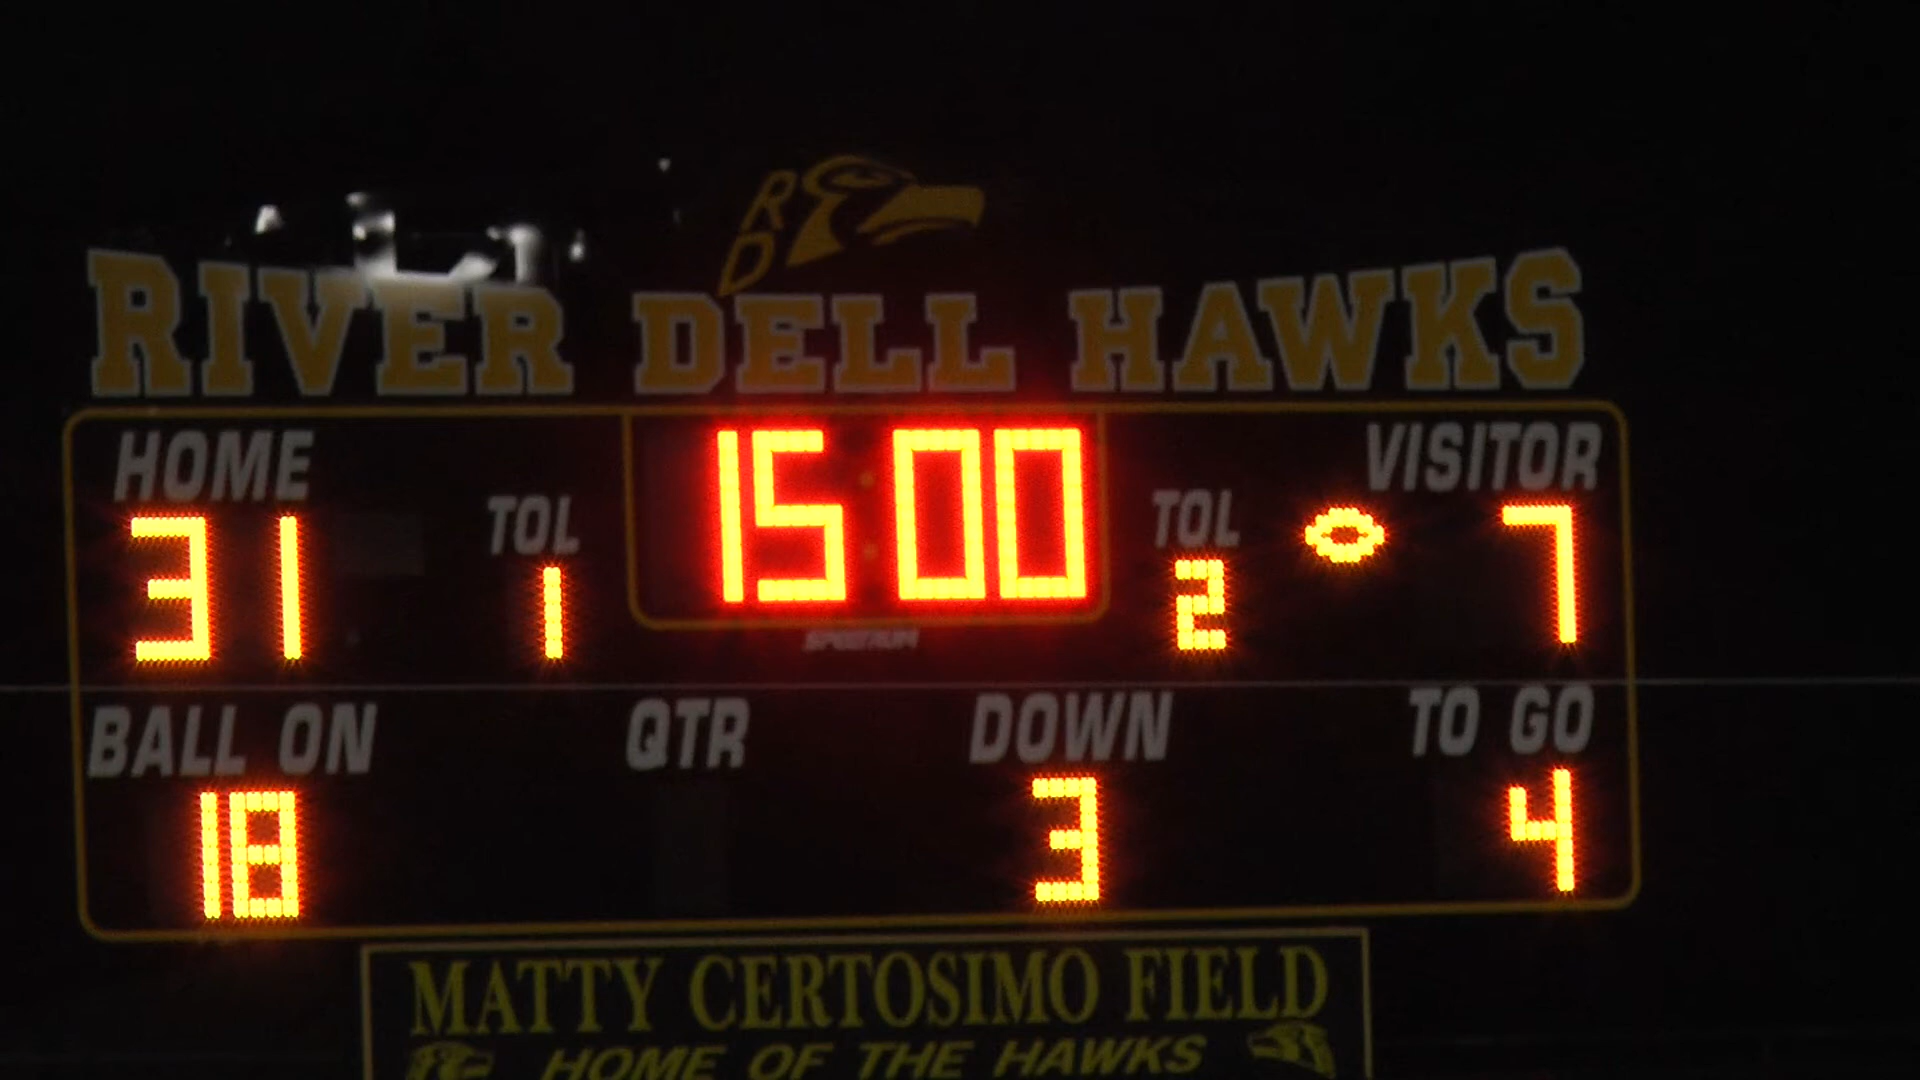 RD
RIVER DELL HAWKS
HOME 15:00 VISITOR
31 TOL 1 TOL 2 7
SPECTRUM
BALL ON QTR DOWN TO GO
18 3 4
MATTY CERTOSIMO FIELD
HOME OF THE HAWKS